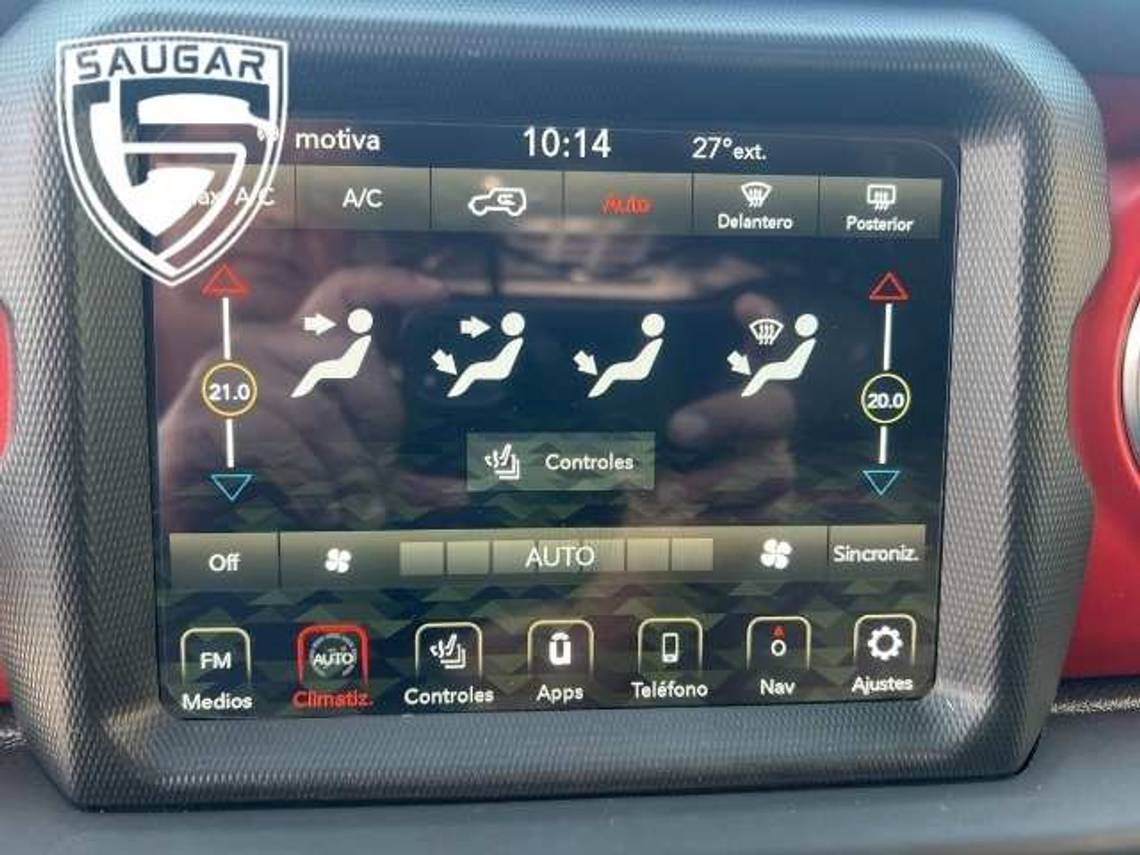 SAUGAR
motiva
10:14
27°ext.
A/C
A/C
Auto
Delantero
Posterior
21.0
20.0
Controles
Off
AUTO
Sincroniz.
FM
AUTO
Medios
Climatiz.
Controles
Apps
Teléfono
Nav
Ajustes